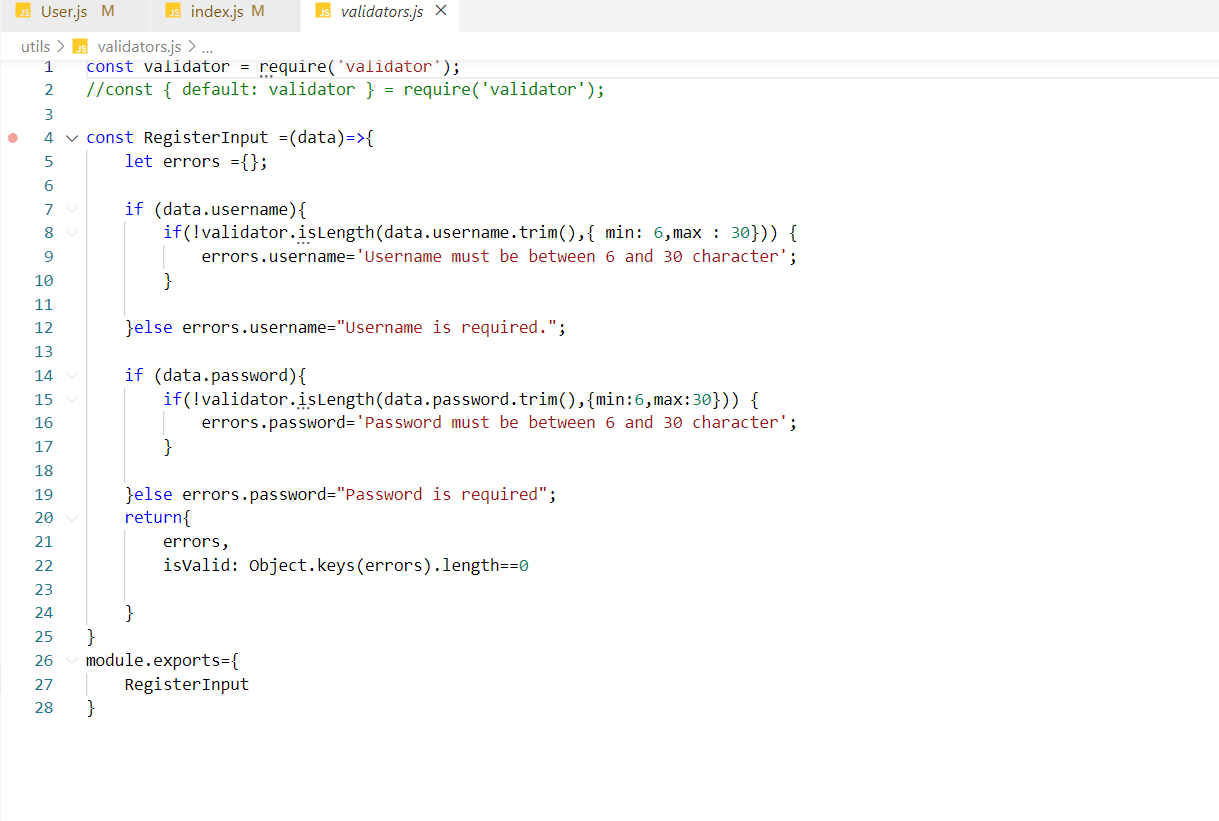 JS User.js M JS index.js M JS validators.js ×
utils > JS validators.js > ...
1 const validator = require('validator');
2 //const { default: validator } = require('validator');
3
4 const RegisterInput =(data)=>{
5 let errors ={};
6
7 if (data.username){
8 if(!validator.isLength(data.username.trim(),{ min: 6,max : 30})) {
9 errors.username='Username must be between 6 and 30 character';
10 }
11
12 }else errors.username="Username is required.";
13
14 if (data.password){
15 if(!validator.isLength(data.password.trim(),{min:6,max:30})) {
16 errors.password='Password must be between 6 and 30 character';
17 }
18
19 }else errors.password="Password is required";
20 return{
21 errors,
22 isValid: Object.keys(errors).length==0
23
24 }
25 }
26 module.exports={
27 RegisterInput
28 }